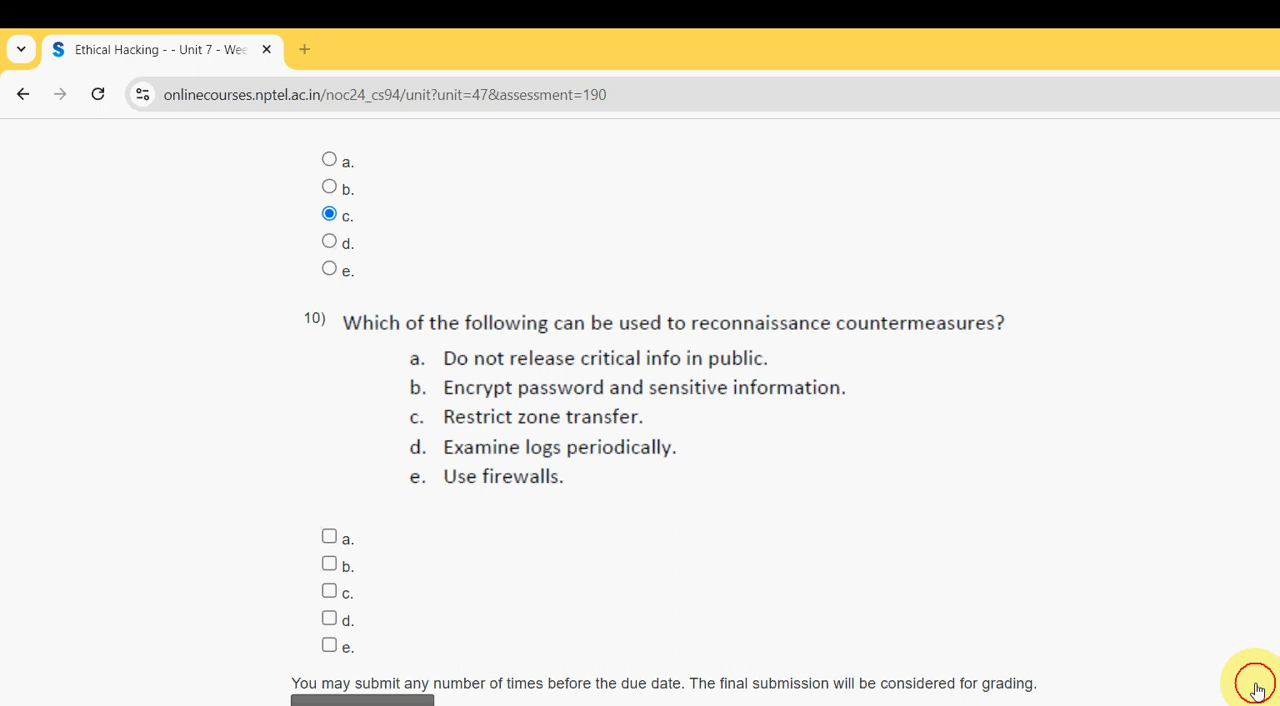 Ethical Hacking - - Unit 7 - Wee
onlinecourses.nptel.ac.in/noc24_cs94/unit?unit=47&assessment=190
a.
b.
c.
d.
e.
10) Which of the following can be used to reconnaissance countermeasures?
a. Do not release critical info in public.
b. Encrypt password and sensitive information.
c. Restrict zone transfer.
d. Examine logs periodically.
e. Use firewalls.
a.
b.
c.
d.
e.
You may submit any number of times before the due date. The final submission will be considered for grading.